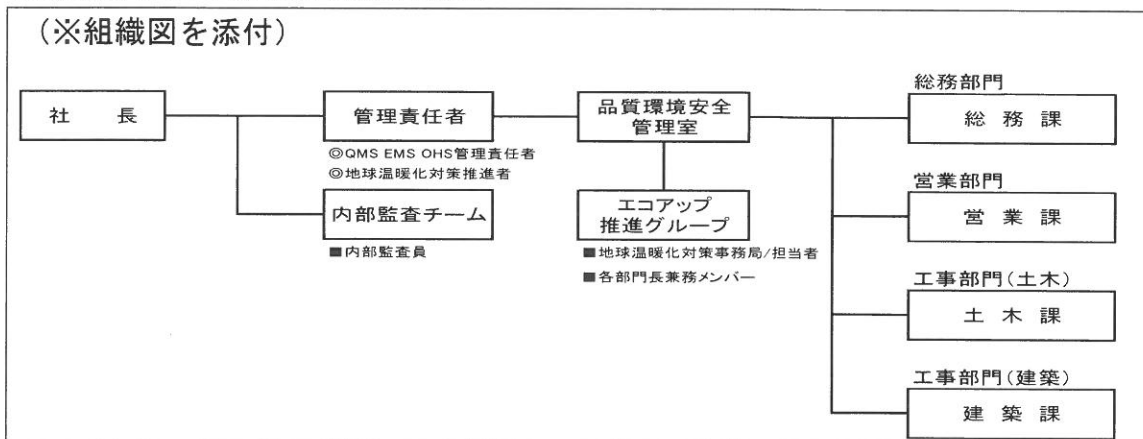 (※組織図を添付)
社 長
管理責任者
◎QMS EMS OHS管理責任者
◎地球温暖化対策推進者
内部監査チーム
■内部監査員
品質環境安全
管理室
エコアップ
推進グループ
■地球温暖化対策事務局/担当者
■各部門長兼務メンバー
総務部門
総 務 課
営業部門
営 業 課
工事部門(土木)
土 木 課
工事部門(建築)
建 築 課